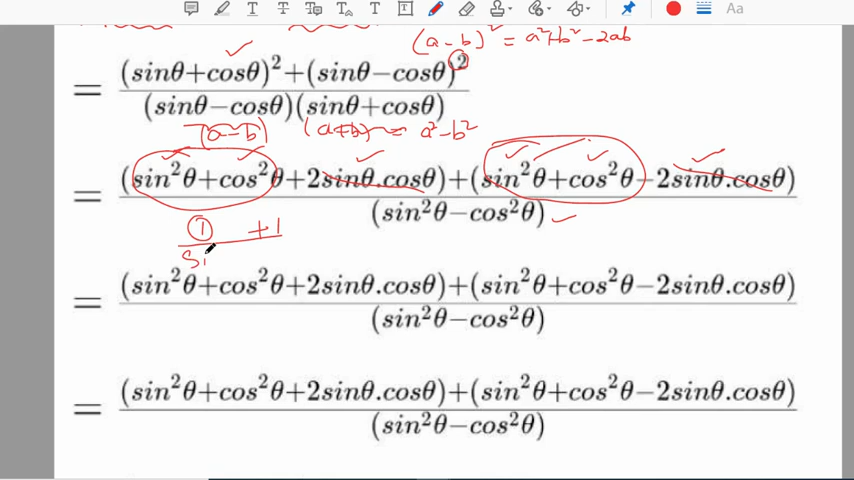 (a-b)² = a²+b²-2ab
= (sinθ+cosθ)²+(sinθ-cosθ)²
(sinθ-cosθ)(sinθ+cosθ)
(a-b) (a+b) = a²-b²
= (sin²θ+cos²θ+2sinθ.cosθ)+(sin²θ+cos²θ-2sinθ.cosθ)
(sin²θ-cos²θ)
1 +1
Si
= (sin²θ+cos²θ+2sinθ.cosθ)+(sin²θ+cos²θ-2sinθ.cosθ)
(sin²θ-cos²θ)
= (sin²θ+cos²θ+2sinθ.cosθ)+(sin²θ+cos²θ-2sinθ.cosθ)
(sin²θ-cos²θ)